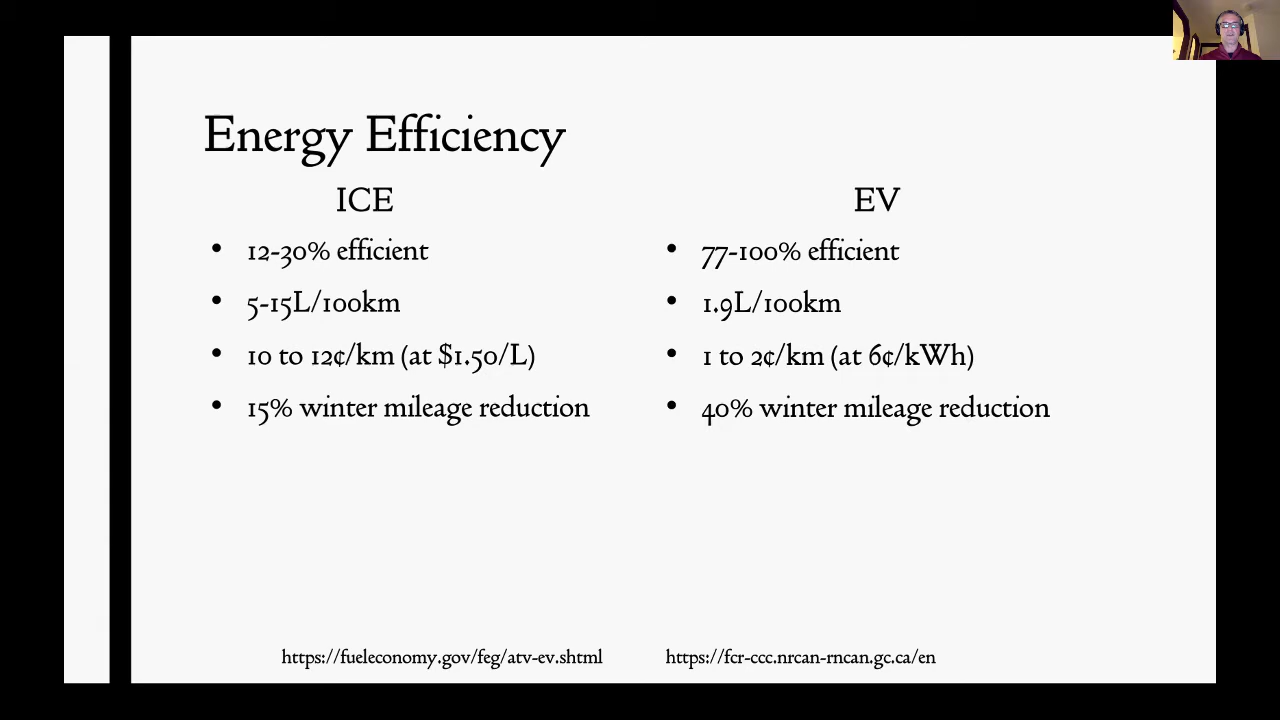 Energy Efficiency
ICE
• 12-30% efficient
• 5-15L/100km
• 10 to 12¢/km (at $1.50/L)
• 15% winter mileage reduction
EV
• 77-100% efficient
• 1.9L/100km
• 1 to 2¢/km (at 6¢/kWh)
• 40% winter mileage reduction
https://fueleconomy.gov/feg/atv-ev.shtml
https://fcr-ccc.nrcan-rncan.gc.ca/en